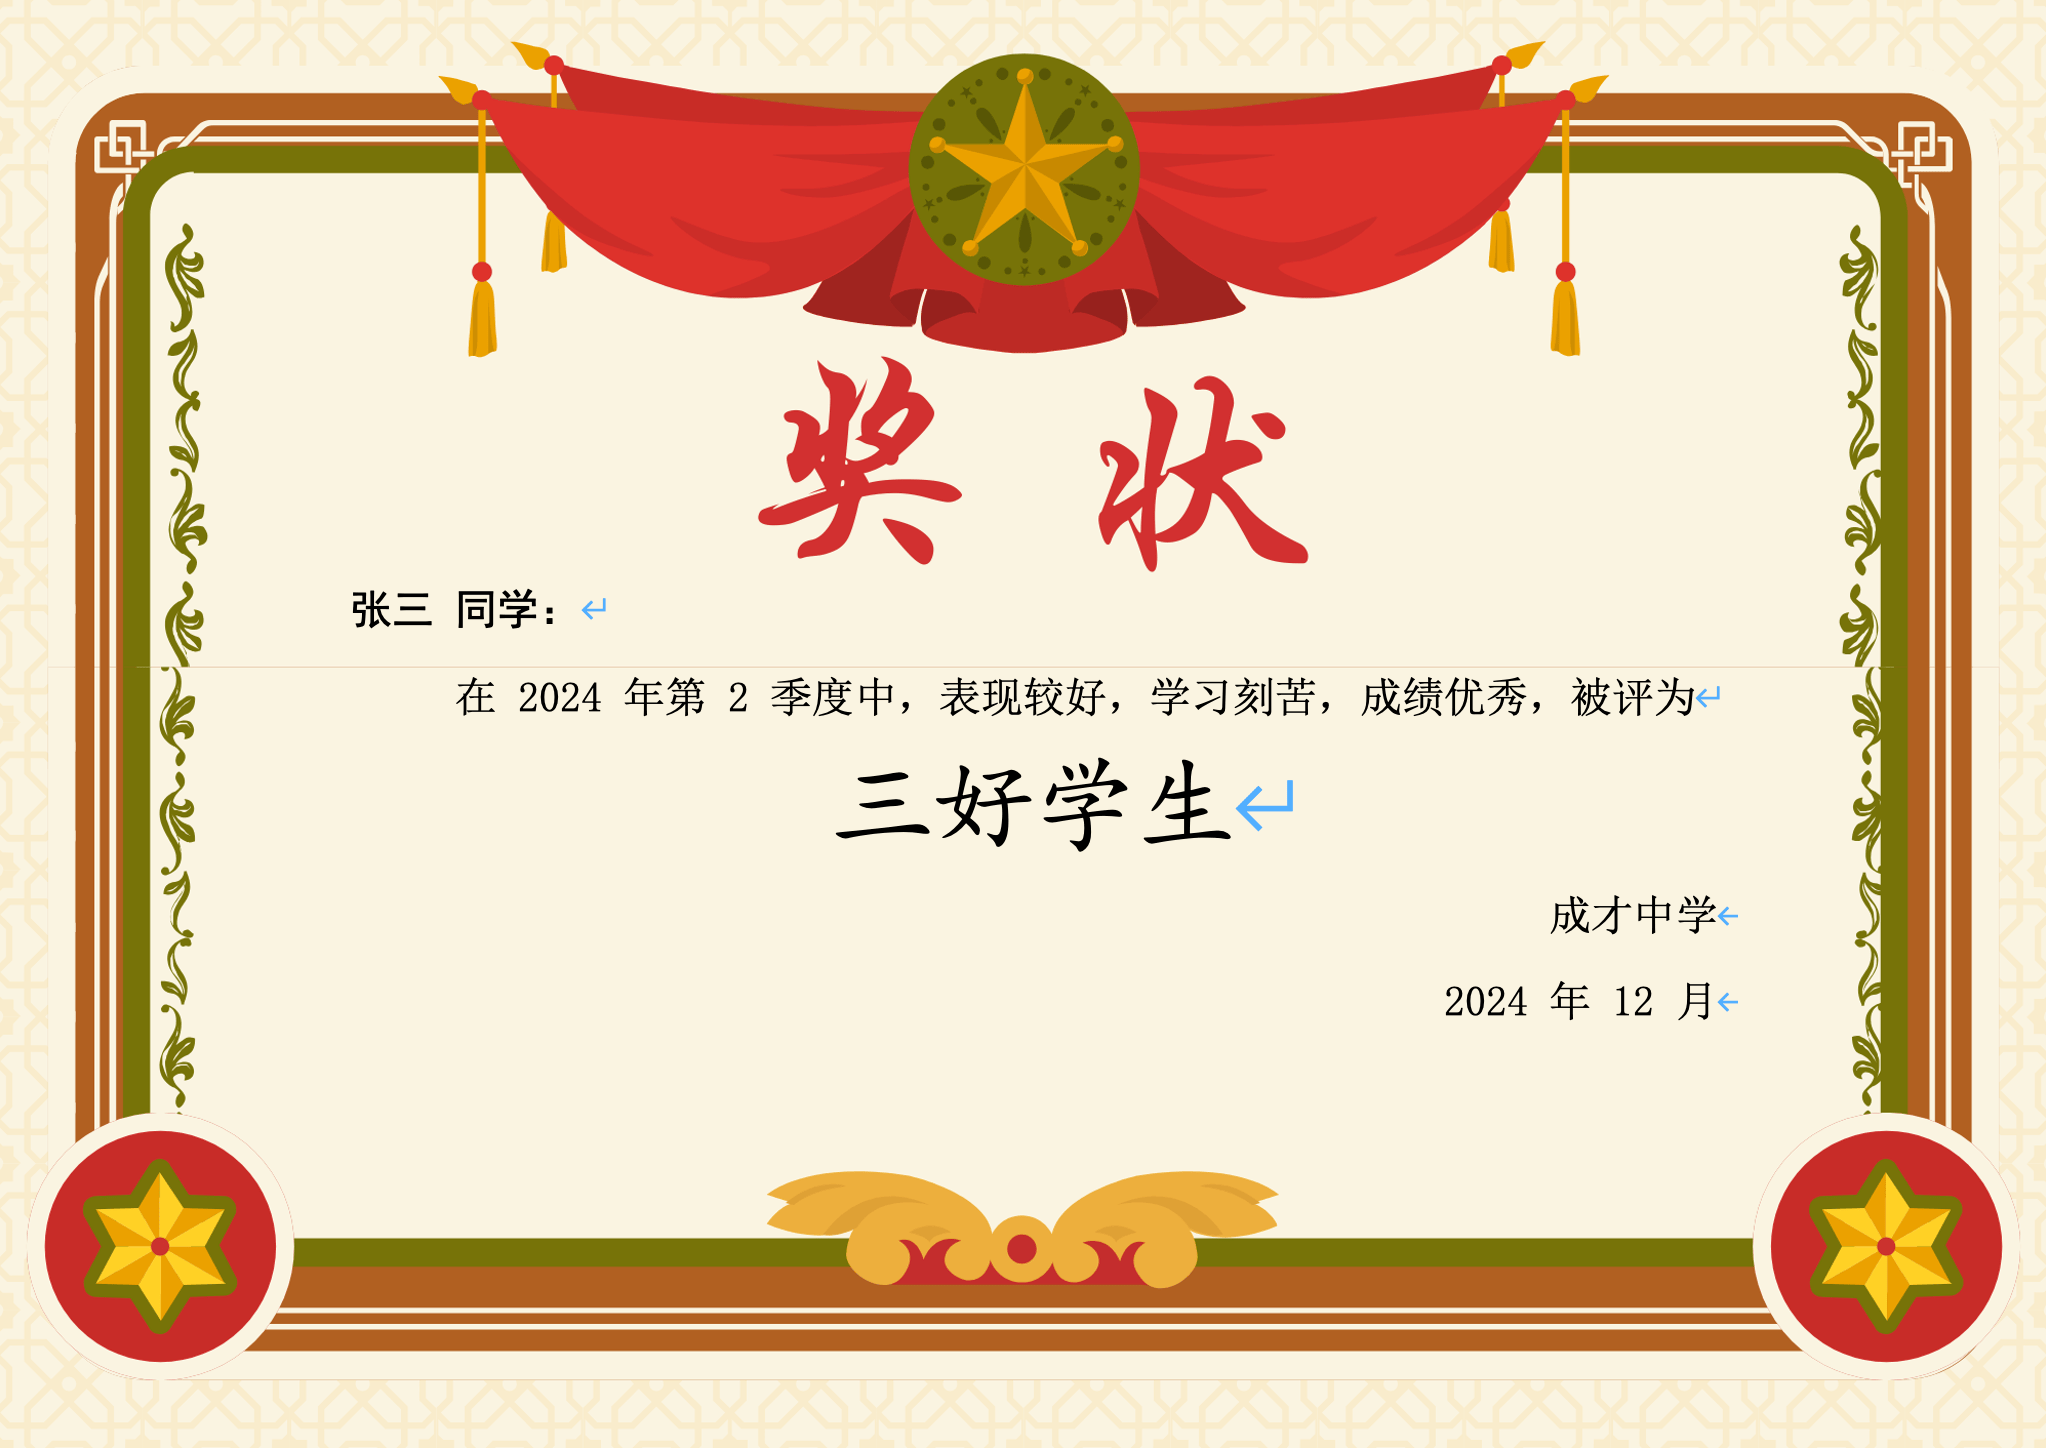 奖 状
张三 同学：
在 2024 年第 2 季度中，表现较好，学习刻苦，成绩优秀，被评为
三好学生
成才中学
2024 年 12 月